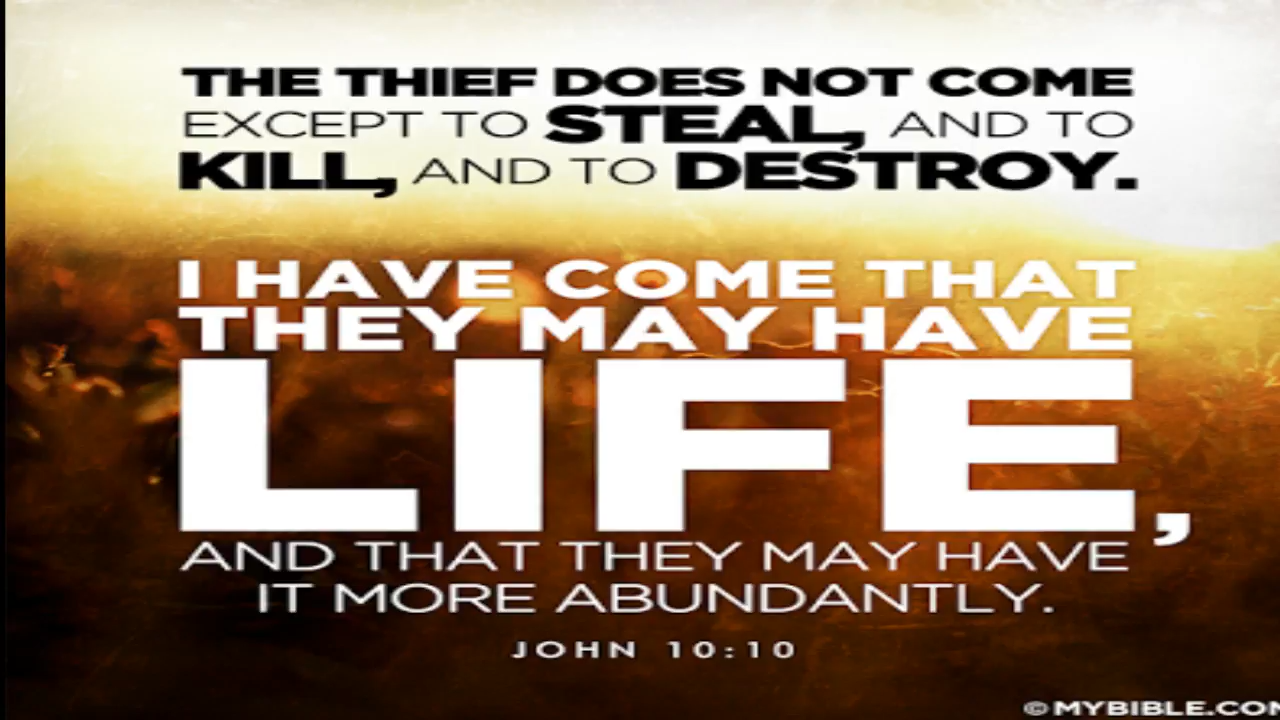 THE THIEF DOES NOT COME
EXCEPT TO STEAL, AND TO
KILL, AND TO DESTROY.
I HAVE COME THAT
THEY MAY HAVE
LIFE,
AND THAT THEY MAY HAVE
IT MORE ABUNDANTLY.
JOHN 10:10
© MYBIBLE.COM